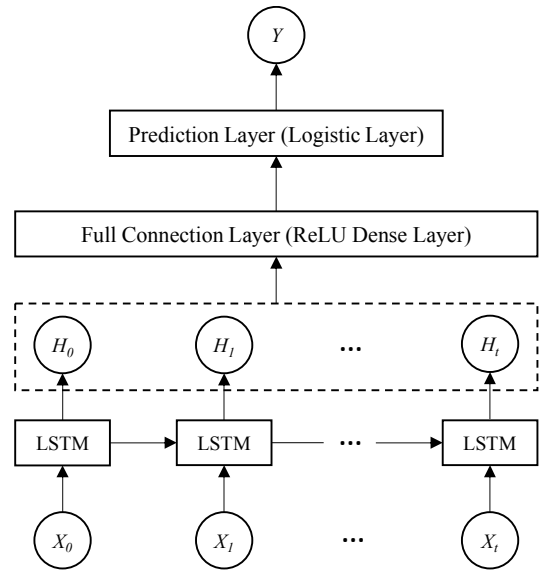 Y
Prediction Layer (Logistic Layer)
Full Connection Layer (ReLU Dense Layer)
H0 H1 ... Ht
LSTM LSTM ... LSTM
X0 X1 ... Xt